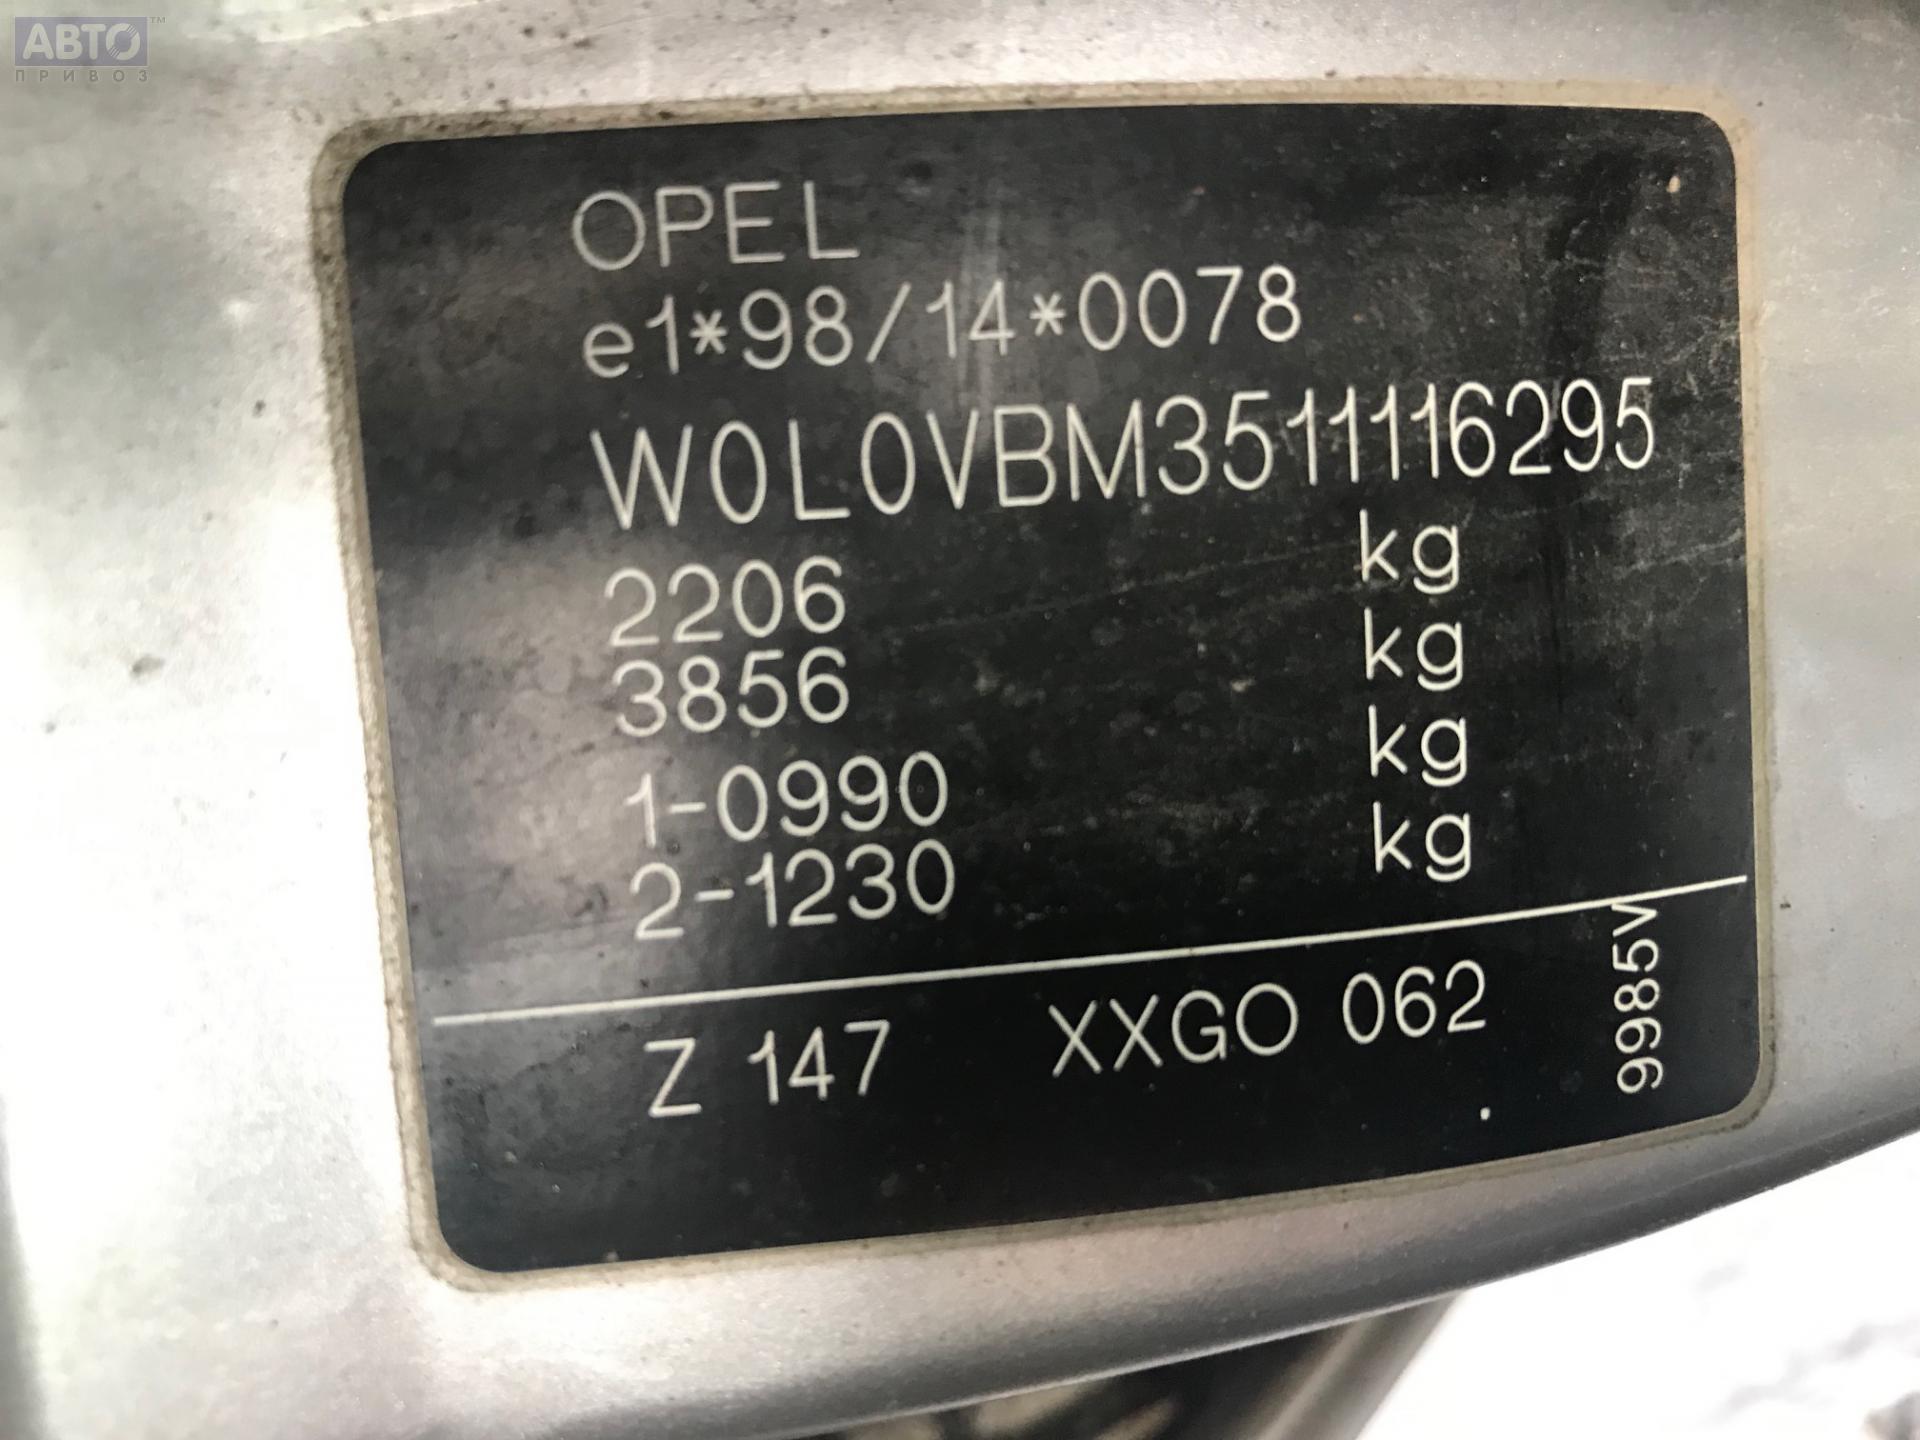 АВТО™
ПРИВОЗ
OPEL
e1*98/14*0078
W0L0VBM3511116295
2206 kg
3856 kg
1-0990 kg
2-1230 kg
Z 147 XXGO 062
9985V